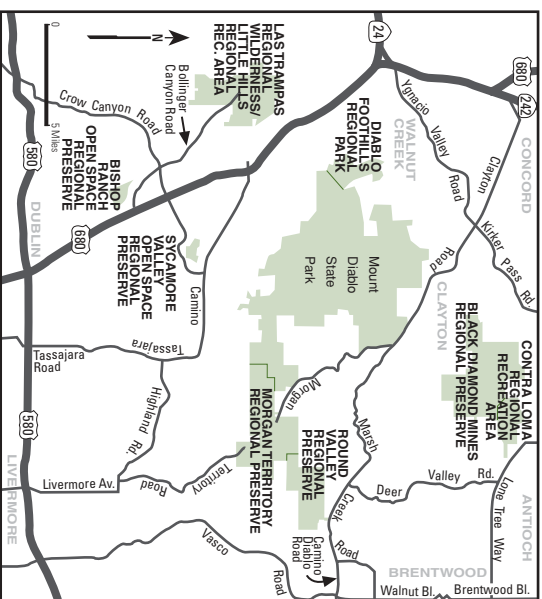 680
242
24
CONCORD
Clayton
Road
Ygnacio
Valley
Road
Kirker Pass Rd.
WALNUT
CREEK
CLAYTON
CONTRA LOMA
REGIONAL
RECREATION
AREA
BLACK DIAMOND MINES
REGIONAL PRESERVE
ANTIOCH
Lone Tree Way
BRENTWOOD
Brentwood Bl.
Walnut Bl.
Deer
Valley Rd.
Marsh
Creek
Road
Camino
Diablo
Road
DIABLO
FOOTHILLS
REGIONAL
PARK
Mount
Diablo
State
Park
ROUND
VALLEY
REGIONAL
PRESERVE
Morgan
Territory
Road
MORGAN TERRITORY
REGIONAL PRESERVE
LAS TRAMPAS
REGIONAL
WILDERNESS/
LITTLE HILLS
REGIONAL
REC. AREA
Bollinger
Canyon Road
Crow Canyon Road
BISHOP
RANCH
OPEN SPACE
REGIONAL
PRESERVE
SYCAMORE
VALLEY
OPEN SPACE
PRESERVE
Camino
Tassajara
Tassajara
Road
Highland Rd.
Livermore Av.
Vasco
Road
580
680
580
DUBLIN
LIVERMORE
N
0
5 Miles